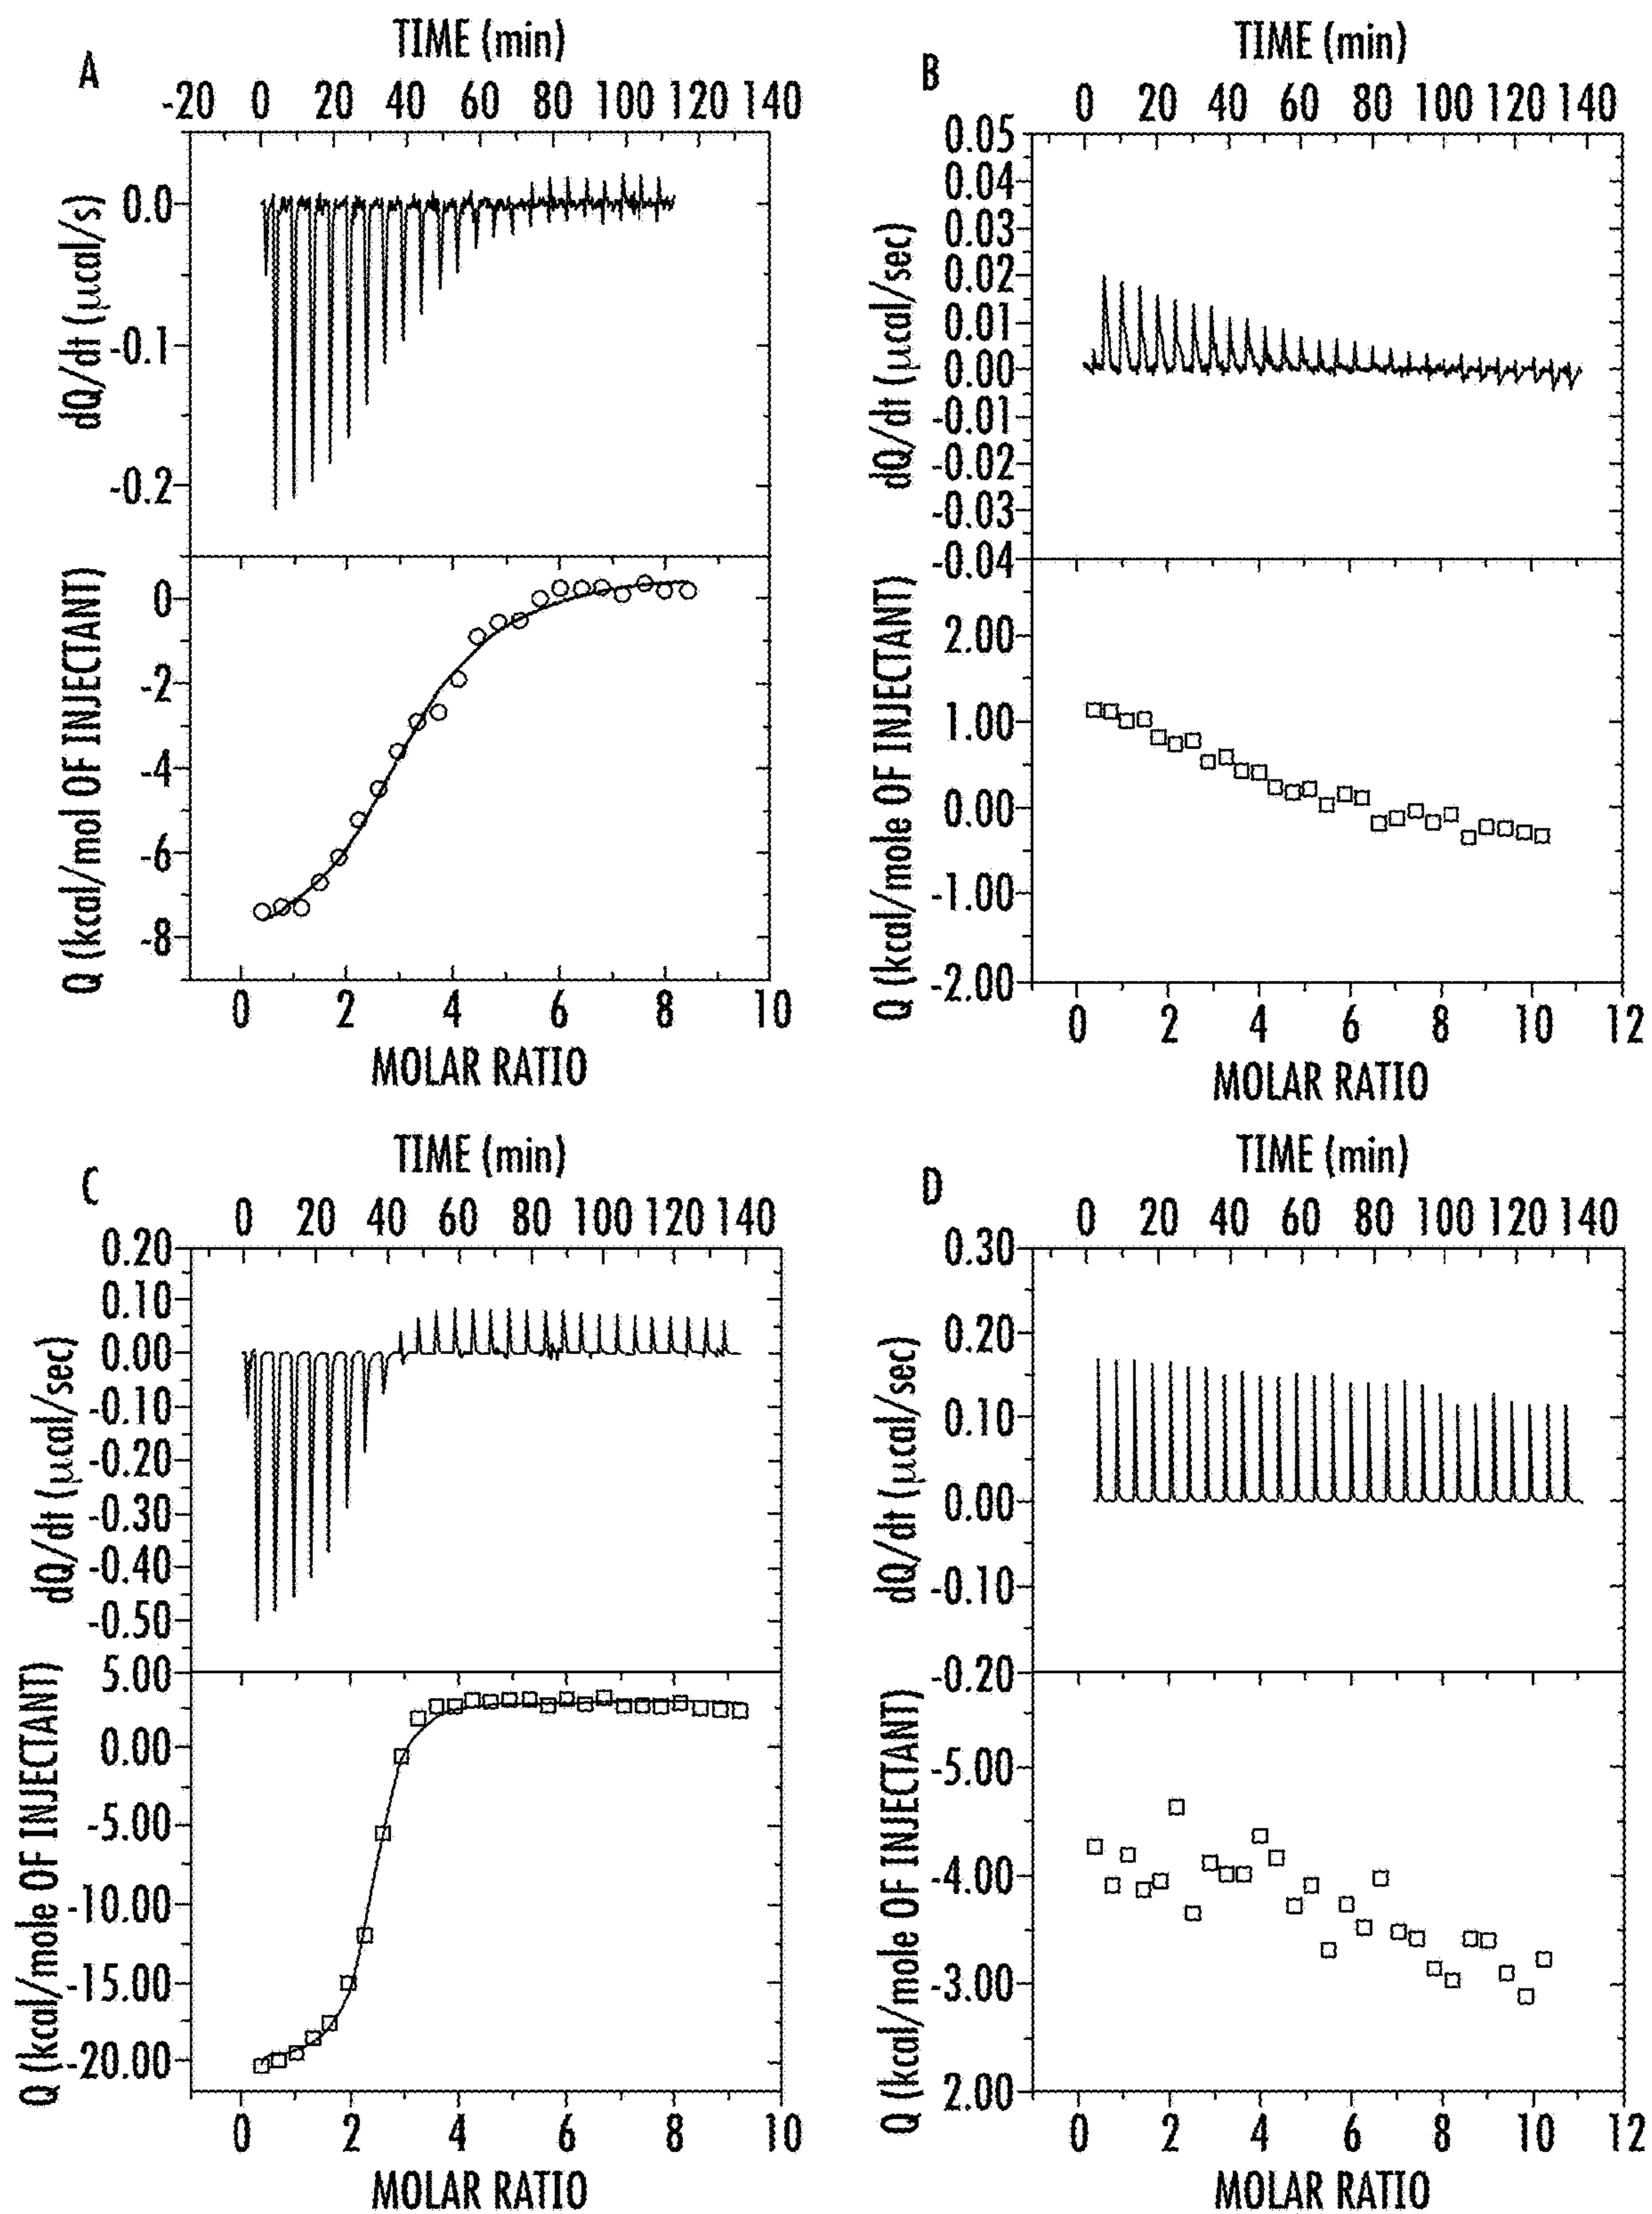 A
TIME (min)
-20 0 20 40 60 80 100 120 140
0.0
-0.1
-0.2
dQ/dt (μcal/s)
0
-2
-4
-6
-8
Q (kcal/mol OF INJECTANT)
0 2 4 6 8 10
MOLAR RATIO
B
TIME (min)
0 20 40 60 80 100 120 140
0.05
0.04
0.03
0.02
0.01
0.00
-0.01
-0.02
-0.03
-0.04
dQ/dt (μcal/sec)
2.00
1.00
0.00
-1.00
-2.00
Q (kcal/mole OF INJECTANT)
0 2 4 6 8 10 12
MOLAR RATIO
C
TIME (min)
0 20 40 60 80 100 120 140
0.20
0.10
0.00
-0.10
-0.20
-0.30
-0.40
-0.50
dQ/dt (μcal/sec)
5.00
0.00
-5.00
-10.00
-15.00
-20.00
Q (kcal/mole OF INJECTANT)
0 2 4 6 8 10
MOLAR RATIO
D
TIME (min)
0 20 40 60 80 100 120 140
0.30
0.20
0.10
0.00
-0.10
-0.20
dQ/dt (μcal/sec)
-5.00
-4.00
-3.00
2.00
Q (kcal/mole OF INJECTANT)
0 2 4 6 8 10 12
MOLAR RATIO